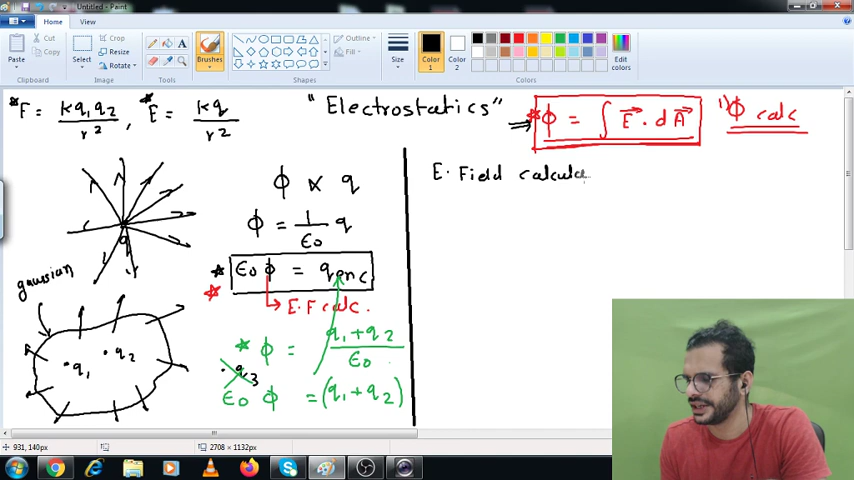 Untitled - Paint
Home
View
Paste
Cut
Copy
Clipboard
Select
Crop
Resize
Rotate
Image
Tools
Brushes
Outline
Fill
Shapes
Size
Color 1
Color 2
Colors
Edit colors
*F = Kq1q2 / r2 , *E = Kq / r2
"Electrostatics"
⇒ *Φ = ∫ E→ · dA→
1) Φ calc
Φ ∝ q
Φ = 1/ε0 q
* ε0 Φ = qenc
* → E.F calc.
* Φ = q1 + q2 / ε0
ε0 Φ = (q1 + q2)
q
gaussian
·q1 ·q2
·q3
E. Field calcula
931, 140px
2708 × 1132px
100%